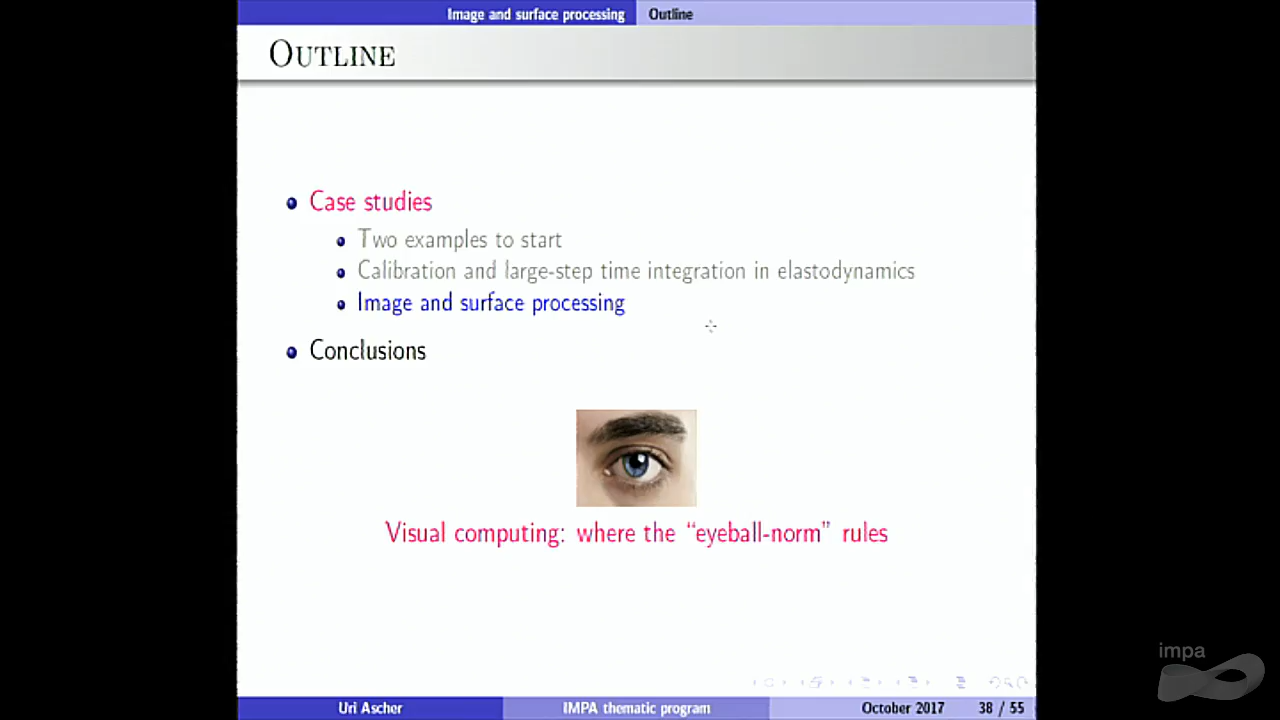 Image and surface processing Outline
OUTLINE
Case studies
Two examples to start
Calibration and large-step time integration in elastodynamics
Image and surface processing
Conclusions
Visual computing: where the “eyeball-norm” rules
impa
Uri Ascher IMPA thematic program October 2017 38 / 55